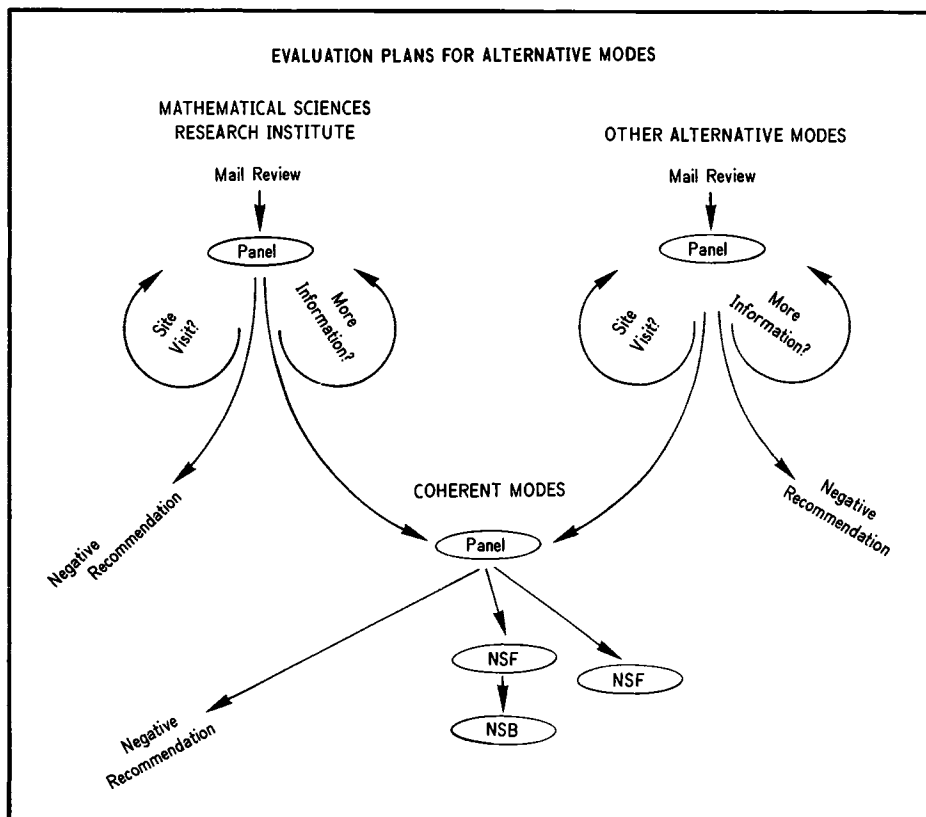 EVALUATION PLANS FOR ALTERNATIVE MODES
MATHEMATICAL SCIENCES
RESEARCH INSTITUTE
Mail Review
Panel
Site
Visit?
More
Information?
Negative
Recommendation
OTHER ALTERNATIVE MODES
Mail Review
Panel
Site
Visit?
More
Information?
Negative
Recommendation
COHERENT MODES
Panel
NSF
NSB
NSF
Negative
Recommendation